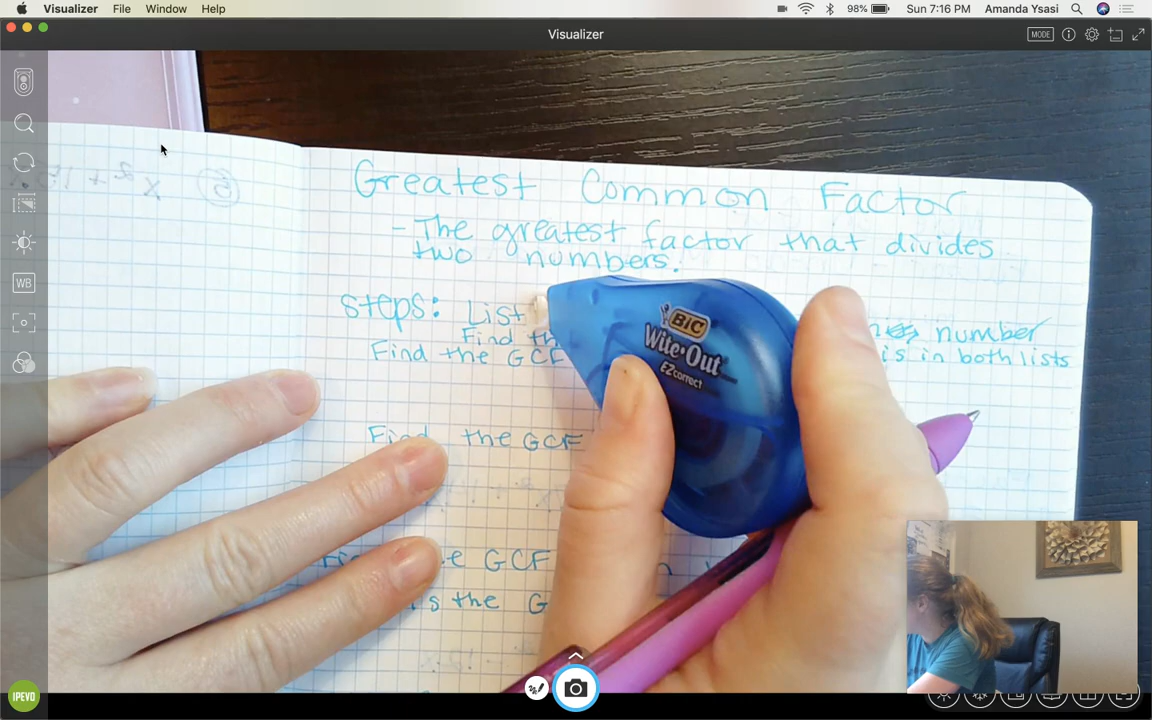 Visualizer File Window Help 98% Sun 7:16 PM Amanda Ysasi
Visualizer
MODE
WB
Greatest Common Factor
- The greatest factor that divides
two numbers.
Steps: List number
Find th is in both lists
Find the GCF
Find the GCF
GCF
the G
BIC
Wite-Out
EZcorrect
IPEVO